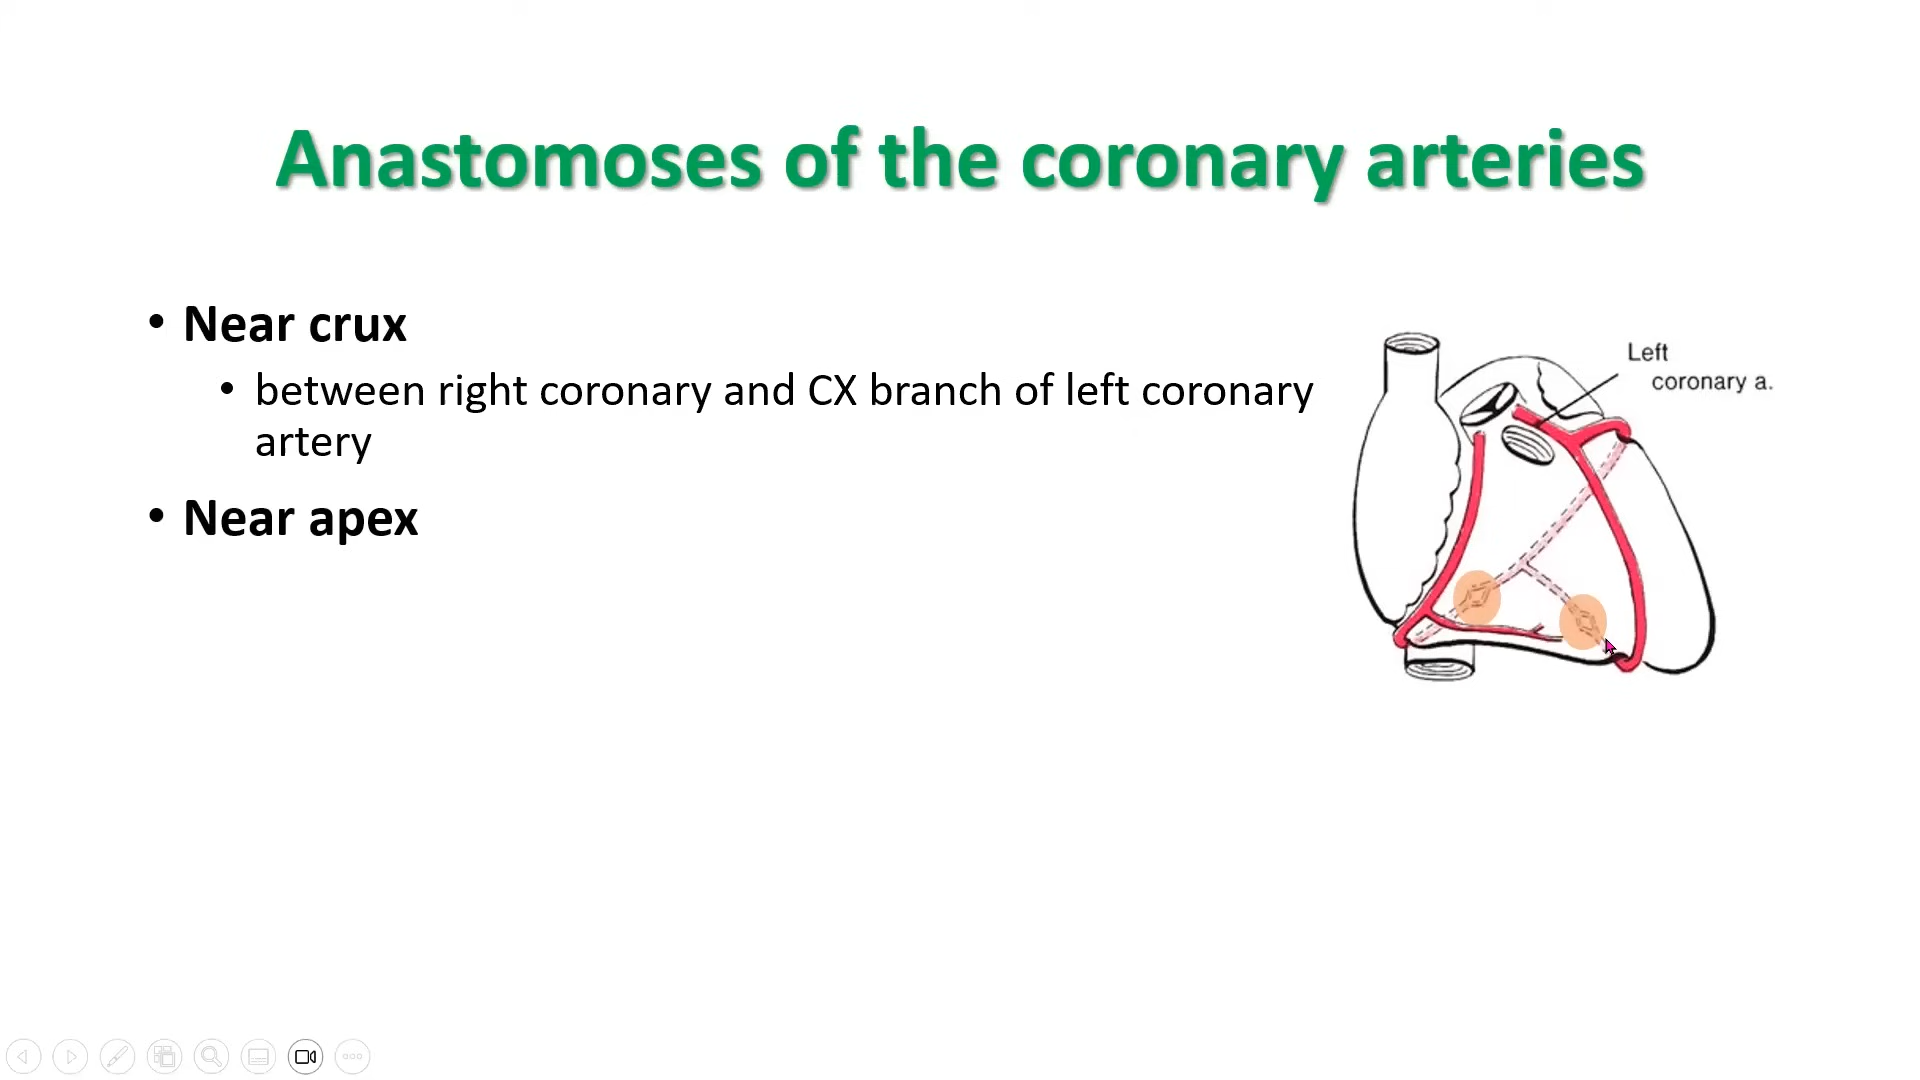 Anastomoses of the coronary arteries
• Near crux
• between right coronary and CX branch of left coronary
artery
• Near apex
Left
coronary a.